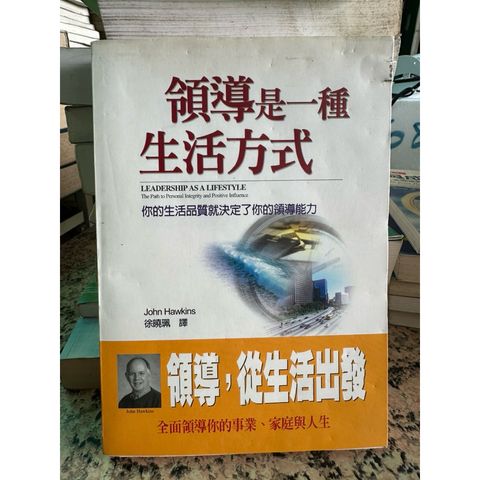 領導是一種
生活方式
LEADERSHIP AS A LIFESTYLE
The Path to Personal Integrity and Positive Influence
你的生活品質就決定了你的領導能力
John Hawkins
徐曉珮 譯
領導，從生活出發
John Hawkins
全面領導你的事業、家庭與人生